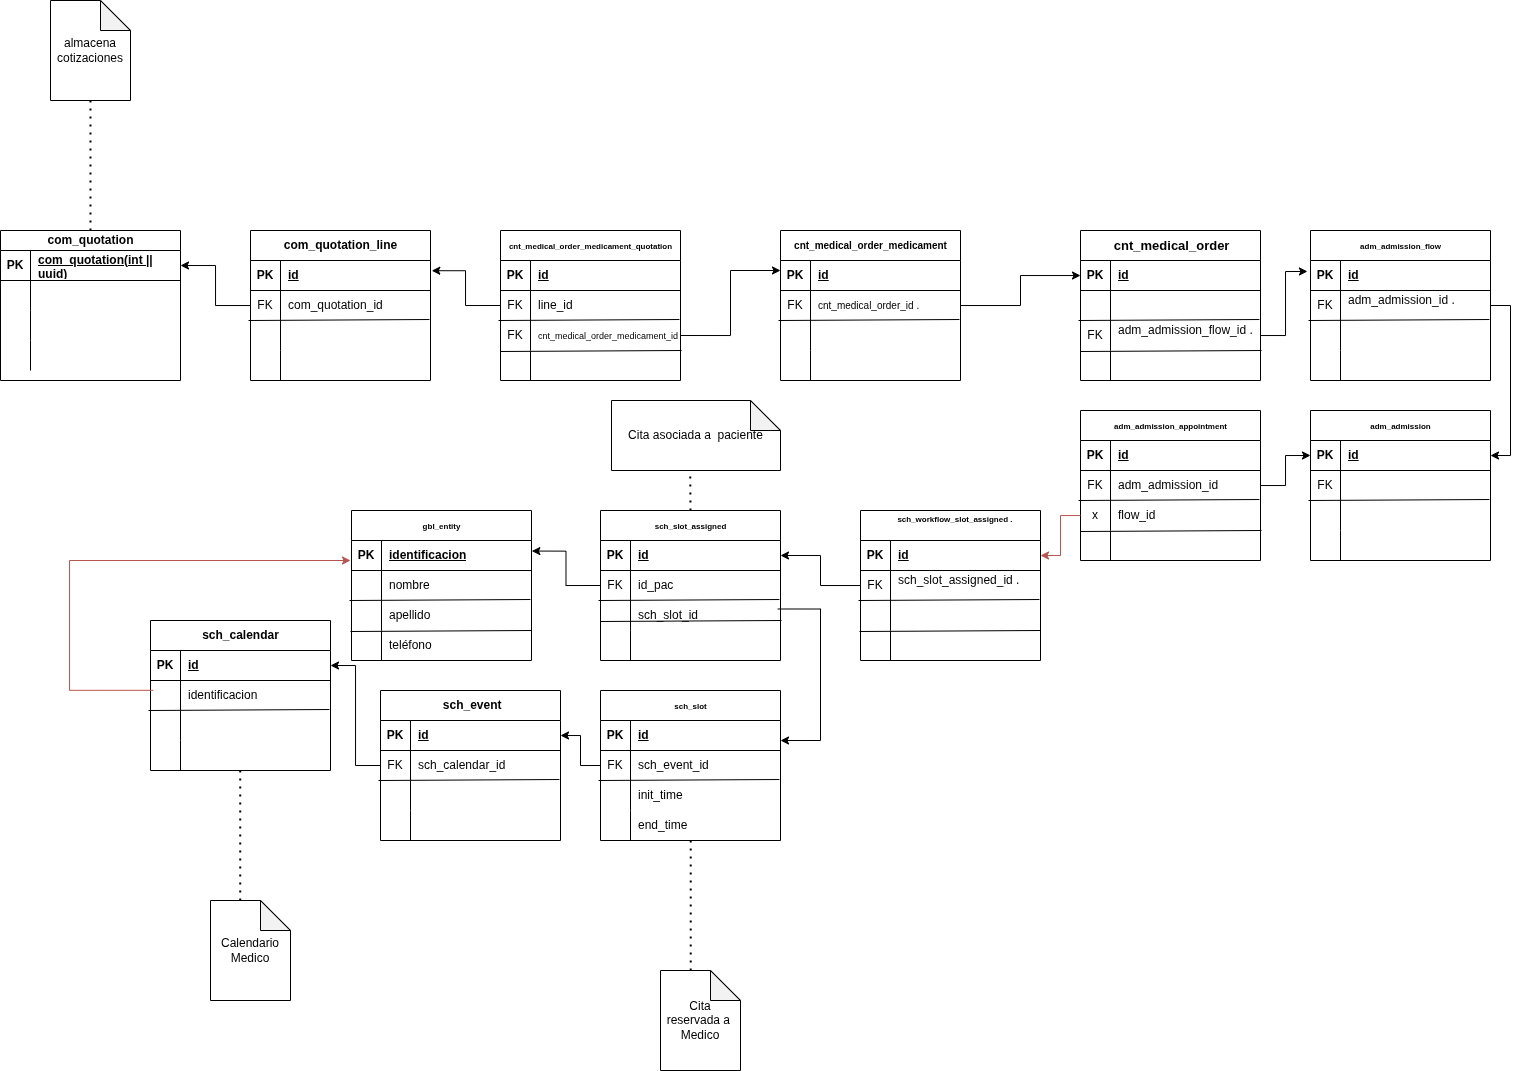 almacena
cotizaciones
com_quotation
PK
com_quotation(int ||
uuid)
com_quotation_line
PK
id
FK
com_quotation_id
cnt_medical_order_medicament_quotation
PK
id
FK
line_id
FK
cnt_medical_order_medicament_id
cnt_medical_order_medicament
PK
id
FK
cnt_medical_order_id .
cnt_medical_order
PK
id
FK
adm_admission_flow_id .
adm_admission_flow
PK
id
FK
adm_admission_id .
Cita asociada a  paciente
adm_admission_appointment
PK
id
FK
adm_admission_id
x
flow_id
adm_admission
PK
id
FK
gbl_entity
PK
identificacion
nombre
apellido
teléfono
sch_slot_assigned
PK
id
FK
id_pac
sch_slot_id
sch_workflow_slot_assigned .
PK
id
FK
sch_slot_assigned_id .
sch_calendar
PK
id
identificacion
sch_event
PK
id
FK
sch_calendar_id
sch_slot
PK
id
FK
sch_event_id
init_time
end_time
Calendario
Medico
Cita
reservada a
Medico